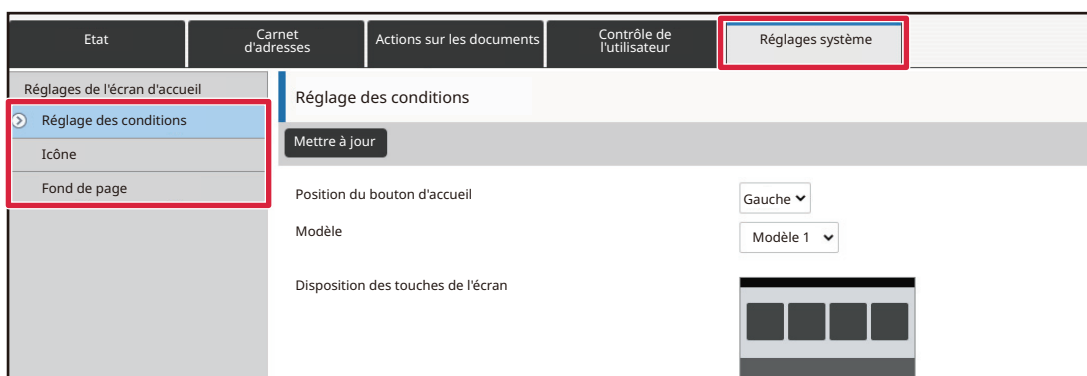 Etat
Carnet
d'adresses
Actions sur les documents
Contrôle de
l'utilisateur
Réglages système
Réglages de l'écran d'accueil
Réglage des conditions
Icône
Fond de page
Réglage des conditions
Mettre à jour
Position du bouton d'accueil
Gauche
Modèle
Modèle 1
Disposition des touches de l'écran